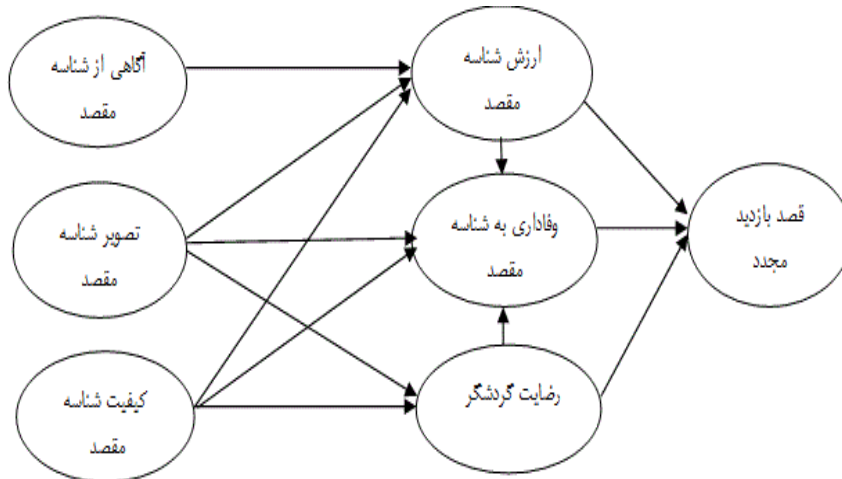 آگاهی از شناسه
مقصد
ارزش شناسه
مقصد
تصویر شناسه
مقصد
وفاداری به شناسه
مقصد
قصد بازدید
مجدد
کیفیت شناسه
مقصد
رضایت گردشگر